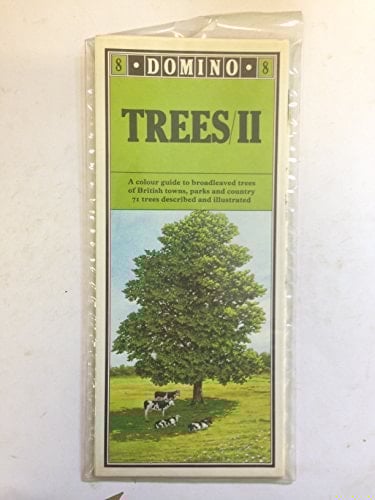 8 • DOMINO • 8
TREES/II
A colour guide to broadleaved trees
of British towns, parks and country
71 trees described and illustrated